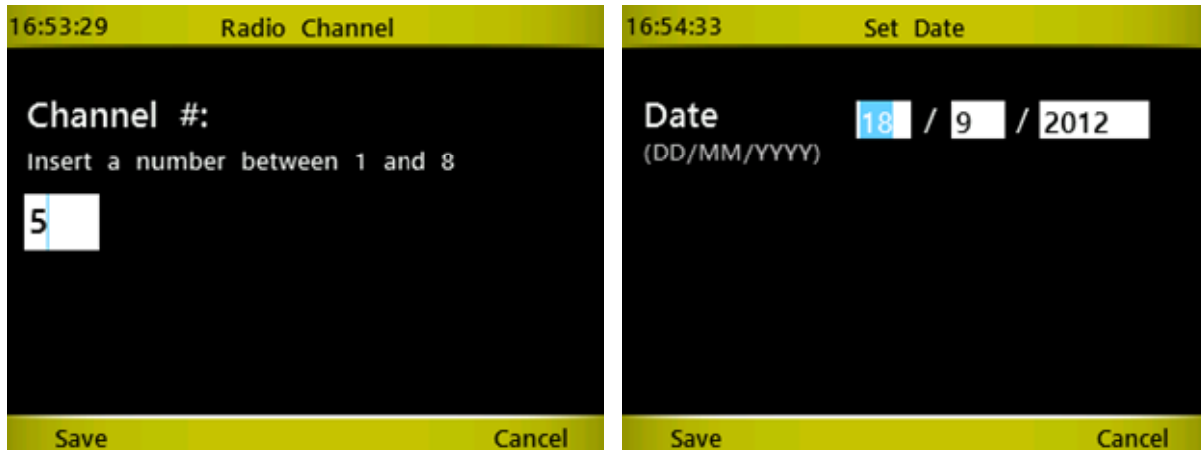 16:53:29 Radio Channel
Channel #:
Insert a number between 1 and 8
5
Save Cancel
16:54:33 Set Date
Date 18 / 9 / 2012
(DD/MM/YYYY)
Save Cancel